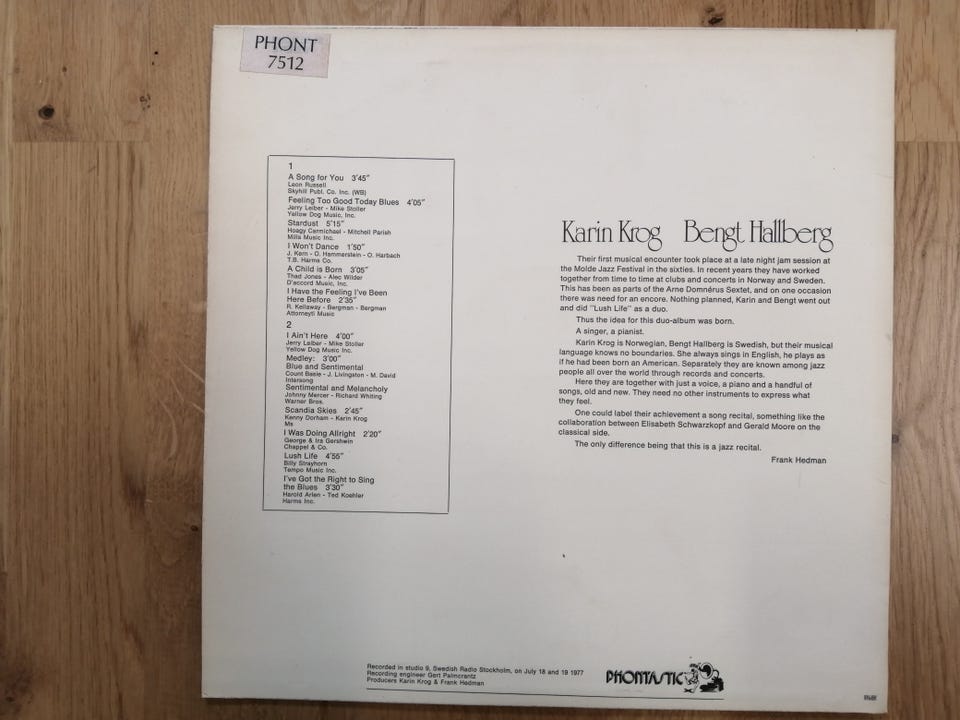 PHONT
7512
1
A Song for You 3'45"
Leon Russell
Skyhill Publ. Co. Inc. (WB)
Feeling Too Good Today Blues 4'05"
Jerry Leiber - Mike Stoller
Yellow Dog Music, Inc.
Stardust 5'15"
Hoagy Carmichael - Mitchell Parish
Mills Music Inc.
I Won't Dance 1'50"
J. Kern - O. Hammerstein - O. Harbach
T.B. Harms Co.
A Child is Born 3'05"
Thad Jones - Alec Wilder
D'accord Music, Inc.
I Have the Feeling I've Been
Here Before 2'35"
R. Kellaway - Bergman - Bergman
Attorneyti Music
2
I Ain't Here 4'00"
Jerry Leiber - Mike Stoller
Yellow Dog Music Inc.
Medley: 3'00"
Blue and Sentimental
Count Basie - J. Livingston - M. David
Intersong
Sentimental and Melancholy
Johnny Mercer - Richard Whiting
Warner Bros.
Scandia Skies 2'45"
Kenny Dorham - Karin Krog
Ms
I Was Doing Allright 2'20"
George & Ira Gershwin
Chappel & Co.
Lush Life 4'55"
Billy Strayhorn
Tempo Music Inc.
I've Got the Right to Sing
the Blues 3'30"
Harold Arlen - Ted Koehler
Harms Inc.
Karin Krog Bengt Hallberg
Their first musical encounter took place at a late night jam session at
the Molde Jazz Festival in the sixties. In recent years they have worked
together from time to time at clubs and concerts in Norway and Sweden.
This has been as parts of the Arne Domnérus Sextet, and on one occasion
there was need for an encore. Nothing planned, Karin and Bengt went out
and did "Lush Life" as a duo.
Thus the idea for this duo-album was born.
A singer, a pianist.
Karin Krog is Norwegian, Bengt Hallberg is Swedish, but their musical
language knows no boundaries. She always sings in English, he plays as
if he had been born an American. Separately they are known among jazz
people all over the world through records and concerts.
Here they are together with just a voice, a piano and a handful of
songs, old and new. They need no other instruments to express what
they feel.
One could label their achievement a song recital, something like the
collaboration between Elisabeth Schwarzkopf and Gerald Moore on the
classical side.
The only difference being that this is a jazz recital.
Frank Hedman
Recorded in studio 9, Swedish Radio Stockholm, on July 18 and 19 1977
Recording engineer Gert Palmcrantz
Producers Karin Krog & Frank Hedman
PHONTASTIC